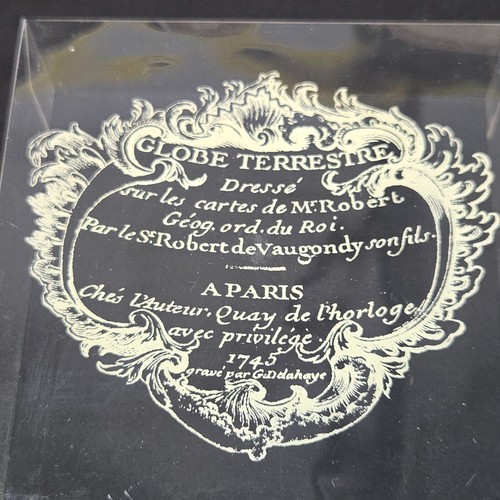 GLOBE TERRESTRE
Dressé
sur les cartes de Mr. Robert
Géog. ord. du Roi.
Par le Sr. Robert de Vaugondy son fils.
A PARIS
Chés l'Auteur. Quay de l'horloge
avec privilége.
1745
gravé par G. Delahaye